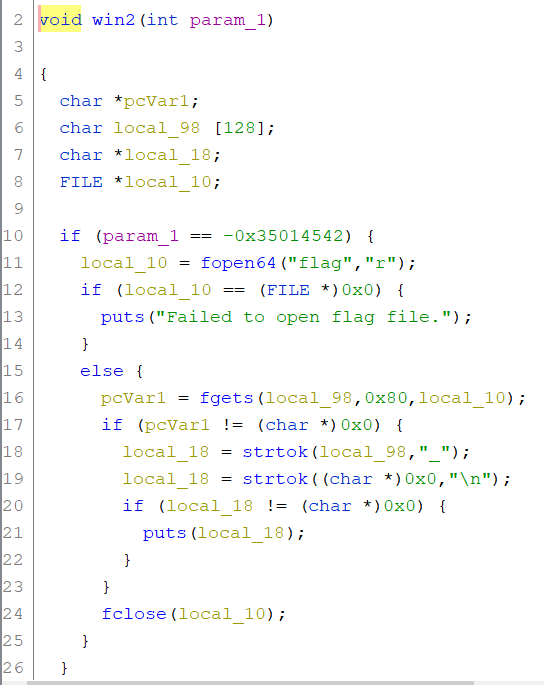 2 void win2(int param_1)
3
4 {
5 char *pcVar1;
6 char local_98 [128];
7 char *local_18;
8 FILE *local_10;
9
10 if (param_1 == -0x35014542) {
11 local_10 = fopen64("flag","r");
12 if (local_10 == (FILE *)0x0) {
13 puts("Failed to open flag file.");
14 }
15 else {
16 pcVar1 = fgets(local_98,0x80,local_10);
17 if (pcVar1 != (char *)0x0) {
18 local_18 = strtok(local_98,"_");
19 local_18 = strtok((char *)0x0,"\n");
20 if (local_18 != (char *)0x0) {
21 puts(local_18);
22 }
23 }
24 fclose(local_10);
25 }
26 }